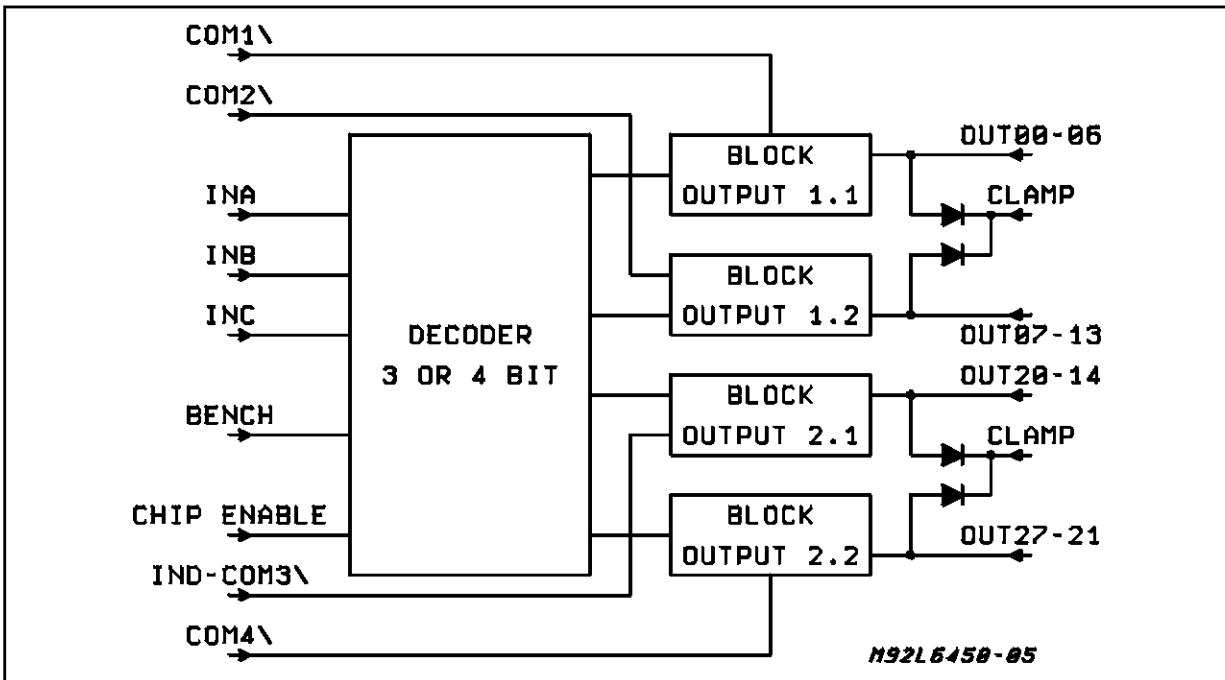 COM1\
COM2\
INA
INB
INC
BENCH
CHIP ENABLE
IND-COM3\
COM4\
DECODER
3 OR 4 BIT
BLOCK
OUTPUT 1.1
BLOCK
OUTPUT 1.2
BLOCK
OUTPUT 2.1
BLOCK
OUTPUT 2.2
OUT00-06
CLAMP
OUT07-13
OUT20-14
CLAMP
OUT27-21
M92L6450-05